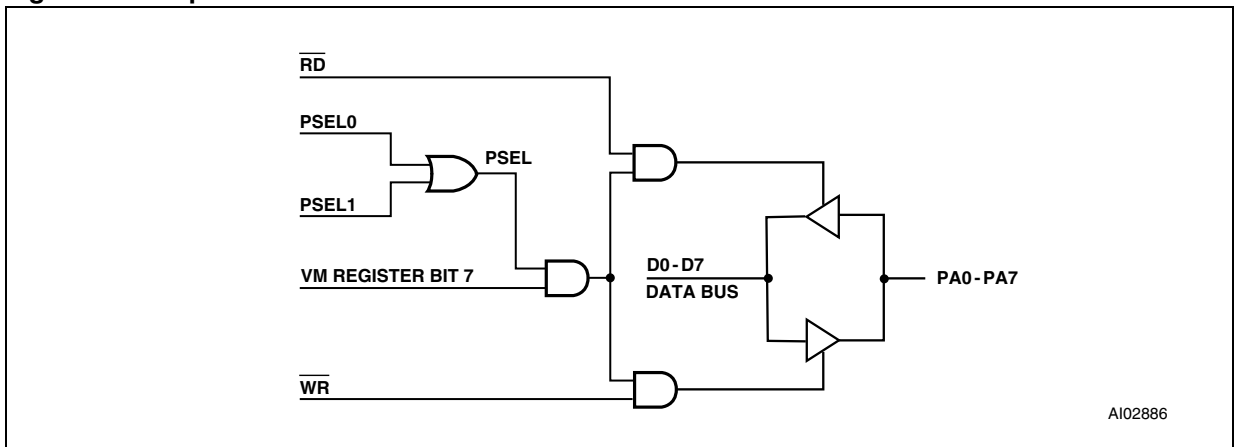 RD
PSEL0
PSEL
PSEL1
VM REGISTER BIT 7
D0-D7
DATA BUS
PA0-PA7
WR
AI02886